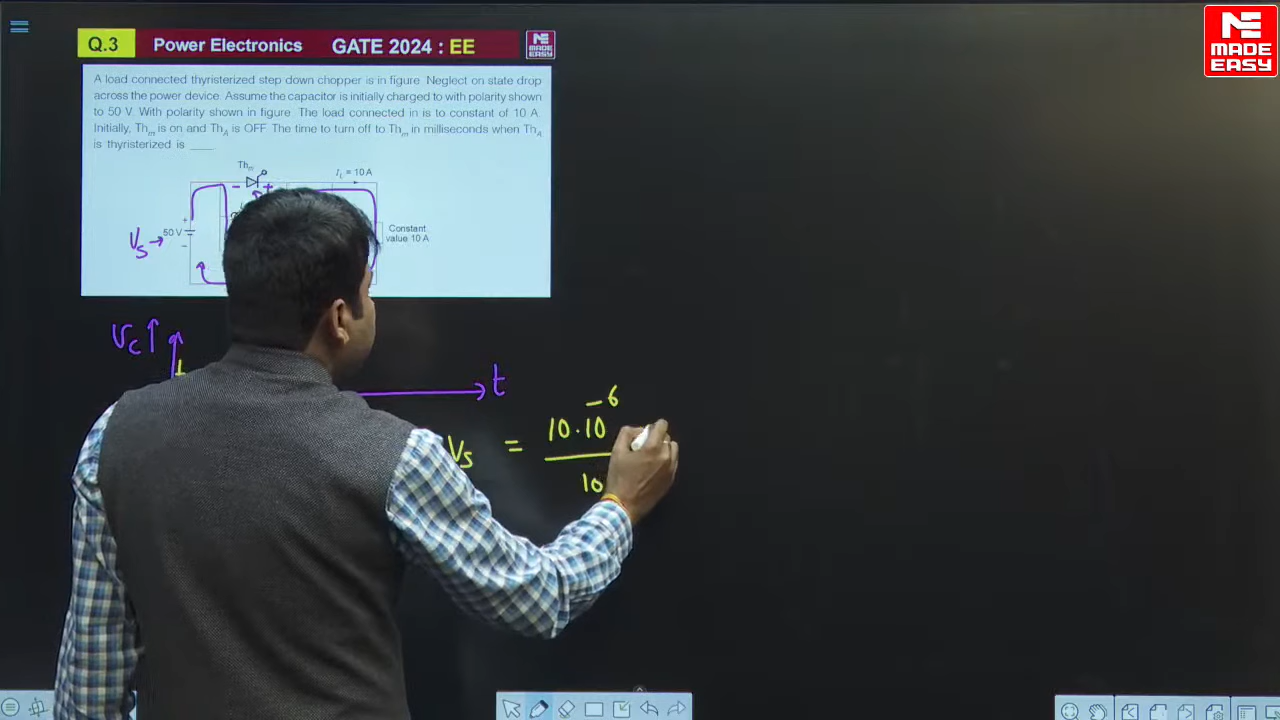 Q.3 Power Electronics GATE 2024 : EE
MADE EASY
MADE
EASY
A load connected thyristerized step down chopper is in figure. Neglect on state drop
across the power device. Assume the capacitor is initially charged to with polarity shown
to 50 V. With polarity shown in figure. The load connected in is to constant of 10 A.
Initially, Thm is on and ThA is OFF. The time to turn off to Thm in milliseconds when ThA
is thyristerized is ____
Thm
IL = 10 A
- +
+
Vs → 50 V
-
Constant
value 10 A
Vc ↑
t
Vs = 10 · 10^-6
10